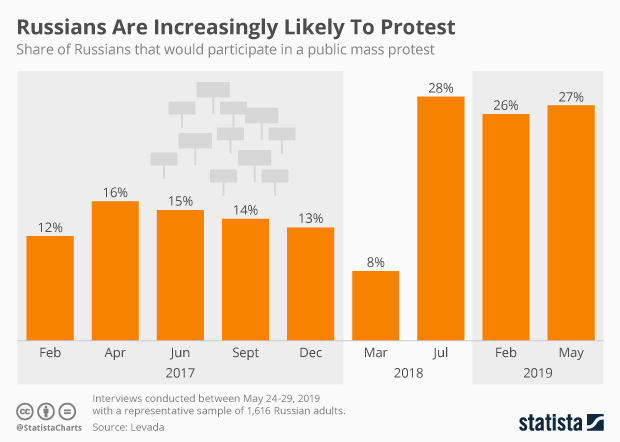 Russians Are Increasingly Likely To Protest
Share of Russians that would participate in a public mass protest
12%
16%
15%
14%
13%
8%
28%
26%
27%
Feb Apr Jun Sept Dec Mar Jul Feb May
2017 2018 2019
Interviews conducted between May 24-29, 2019
with a representative sample of 1,616 Russian adults.
@StatistaCharts Source: Levada
cc
statista